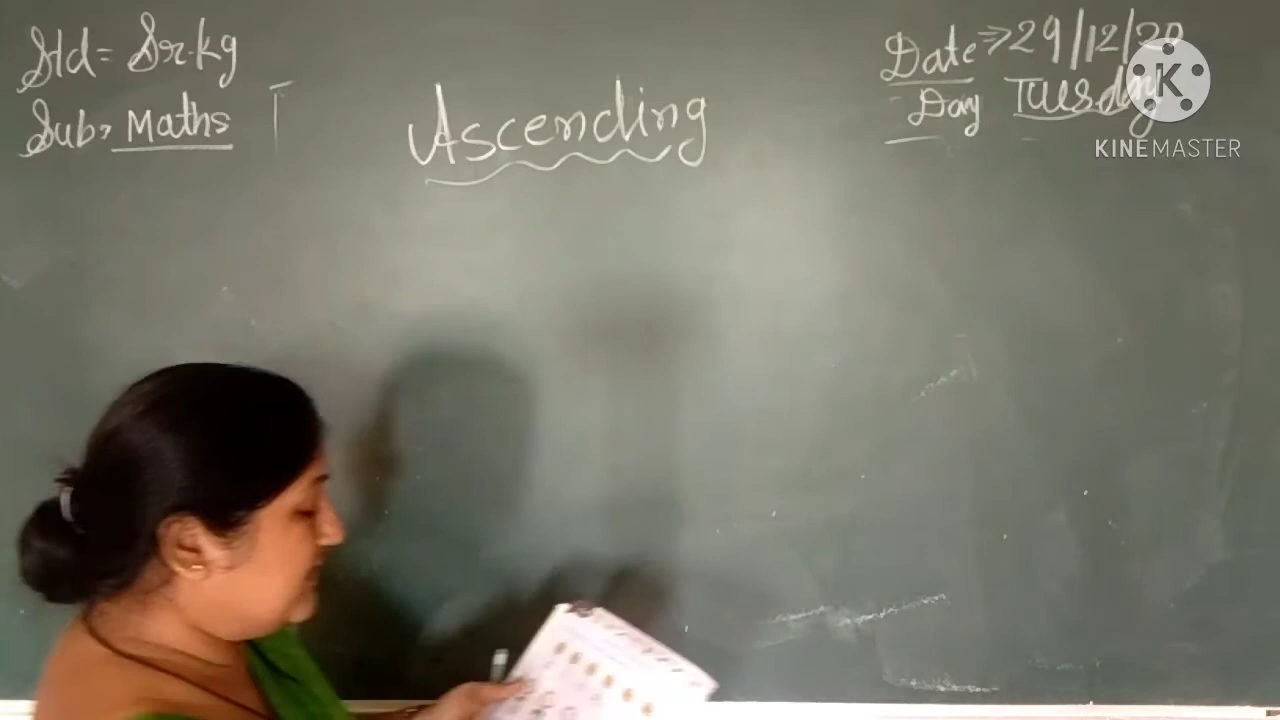 Std = Sr.kg
Sub, Maths
Ascending
Date ⇒ 29/12/20
Day Tuesday
KINEMASTER